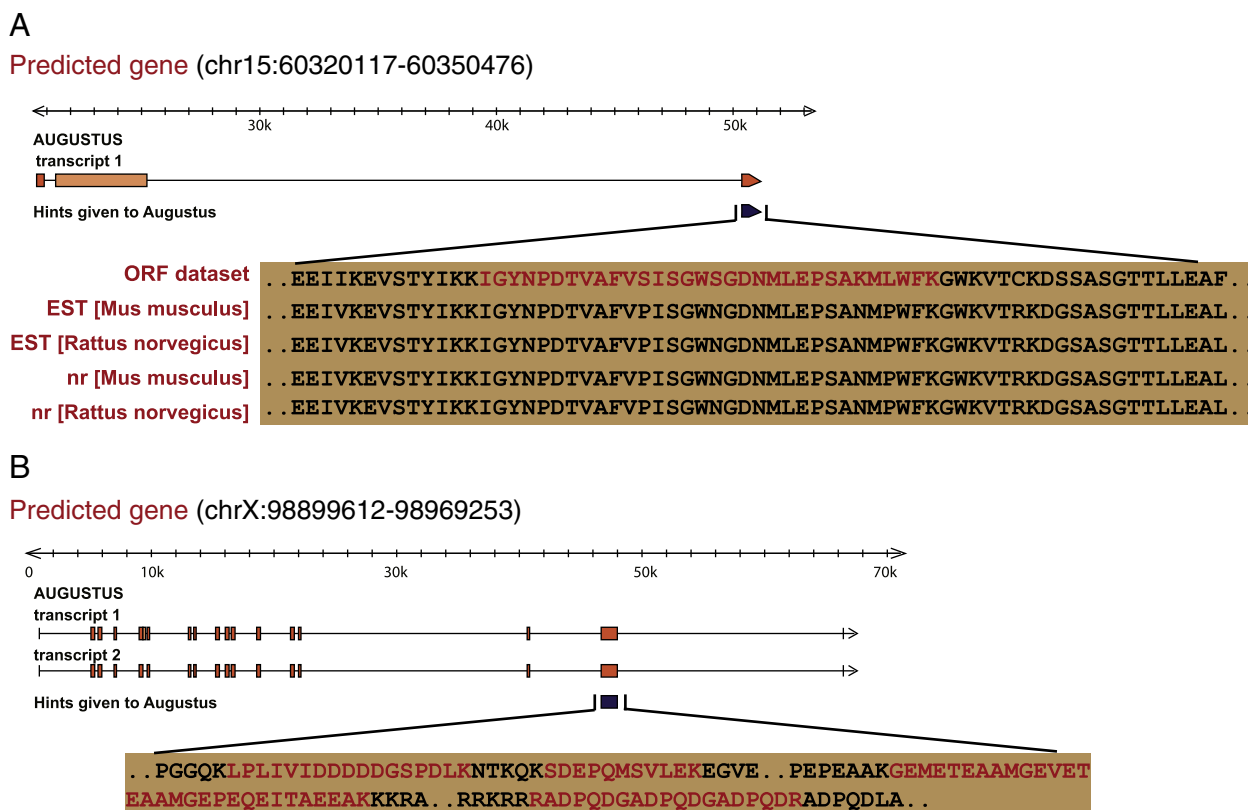 A
Predicted gene (chr15:60320117-60350476)
30k 40k 50k
AUGUSTUS
transcript 1
Hints given to Augustus
ORF dataset ..EEIIKEVSTYIKKIGYNPDTVAFVSISGWSGDNMLEPSAKMLWFKGWKVTCKDSSASGTTLLEAF..
EST [Mus musculus] ..EEIVKEVSTYIKKIGYNPDTVAFVPISGWNGDNMLEPSANMPWFKGWKVTRKDGSASGTTLLEAL..
EST [Rattus norvegicus] ..EEIVKEVSTYIKKIGYNPDTVAFVPISGWNGDNMLEPSANMPWFKGWKVTRKDGSASGTTLLEAL..
nr [Mus musculus] ..EEIVKEVSTYIKKIGYNPDTVAFVPISGWNGDNMLEPSANMPWFKGWKVTRKDGSASGTTLLEAL..
nr [Rattus norvegicus] ..EEIVKEVSTYIKKIGYNPDTVAFVPISGWNGDNMLEPSANMPWFKGWKVTRKDGSASGTTLLEAL..
B
Predicted gene (chrX:98899612-98969253)
0 10k 30k 50k 70k
AUGUSTUS
transcript 1
transcript 2
Hints given to Augustus
..PGGQKLPLIVIDDDDDGSPDLKNTKQKSDEPQMSVLEKEGVE..PEPEAAKGEMETEAAMGEVET
EAAMGEPEQEITAEEAKKKRA..RRKRRRADPQDGADPQDGADPQDRADPQDLA..